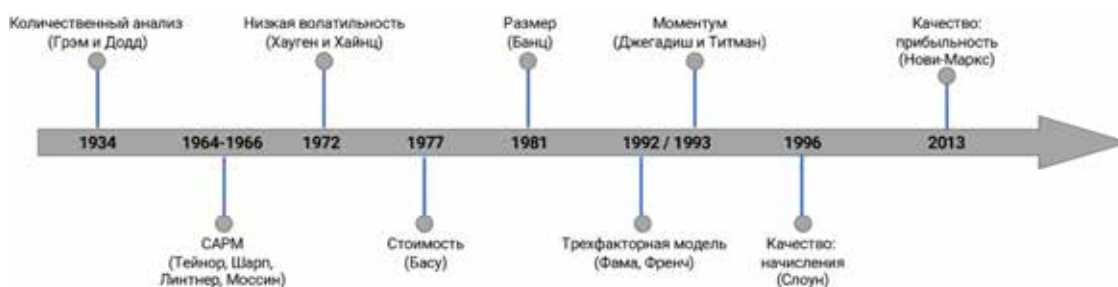 Количественный анализ
(Грэм и Додд)
Низкая волатильность
(Хауген и Хайнц)
Размер
(Банц)
Моментум
(Джегадиш и Титман)
Качество:
прибыльность
(Нови-Маркс)
1934
1964-1966
1972
1977
1981
1992 / 1993
1996
2013
CAPM
(Тейнор, Шарп,
Линтнер, Моссин)
Стоимость
(Басу)
Трехфакторная модель
(Фама, Френч)
Качество:
начисления
(Слоун)